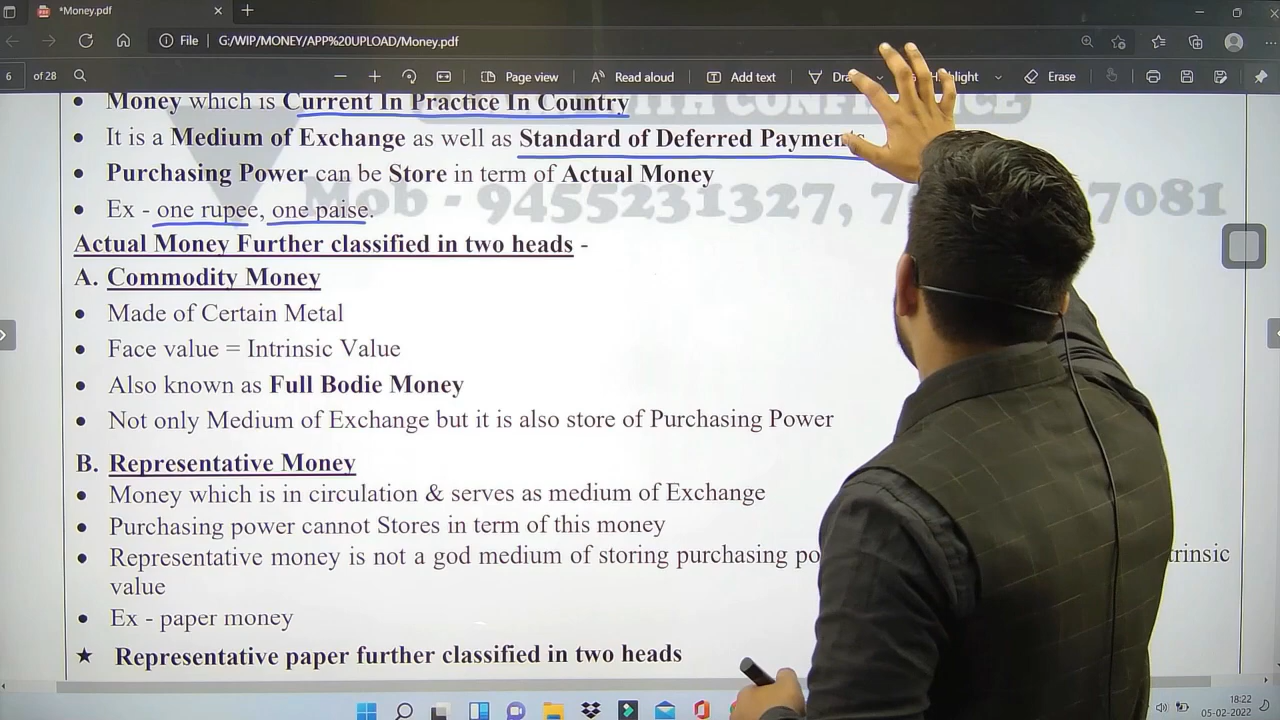 *Money.pdf
File G:/WIP/MONEY/APP%20UPLOAD/Money.pdf
6 of 28 Page view Read aloud Add text Erase
Money which is Current In Practice In Country
It is a Medium of Exchange as well as Standard of Deferred
Purchasing Power can be Store in term of Actual Money
Mob - 9455231327, 7 7081
Ex - one rupee, one paise.
Actual Money Further classified in two heads -
A. Commodity Money
Made of Certain Metal
Face value = Intrinsic Value
Also known as Full Bodie Money
Not only Medium of Exchange but it is also store of Purchasing Power
B. Representative Money
Money which is in circulation & serves as medium of Exchange
Purchasing power cannot Stores in term of this money
Representative money is not a god medium of storing purchasing
value
Ex - paper money
★ Representative paper further classified in two heads
18:22
05-02-2022